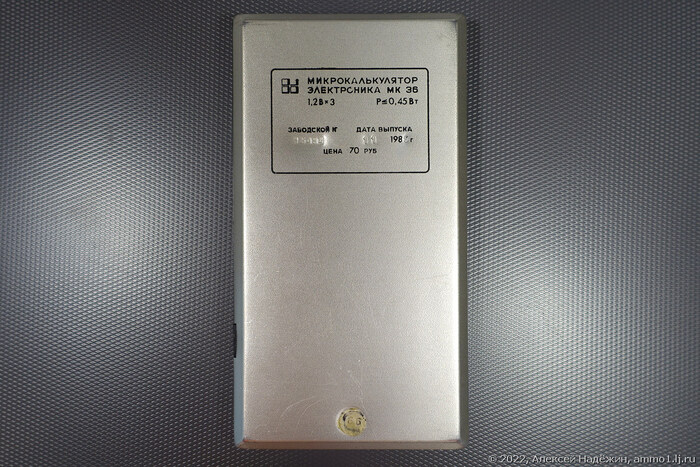 МИКРОКАЛЬКУЛЯТОР
ЭЛЕКТРОНИКА МК 36
1,2В×3 Р≤0,45Вт
ЗАВОДСКОЙ № ДАТА ВЫПУСКА
г
ЦЕНА 70 РУБ
© 2022, Алексей Надёжин, ammo1.lj.ru